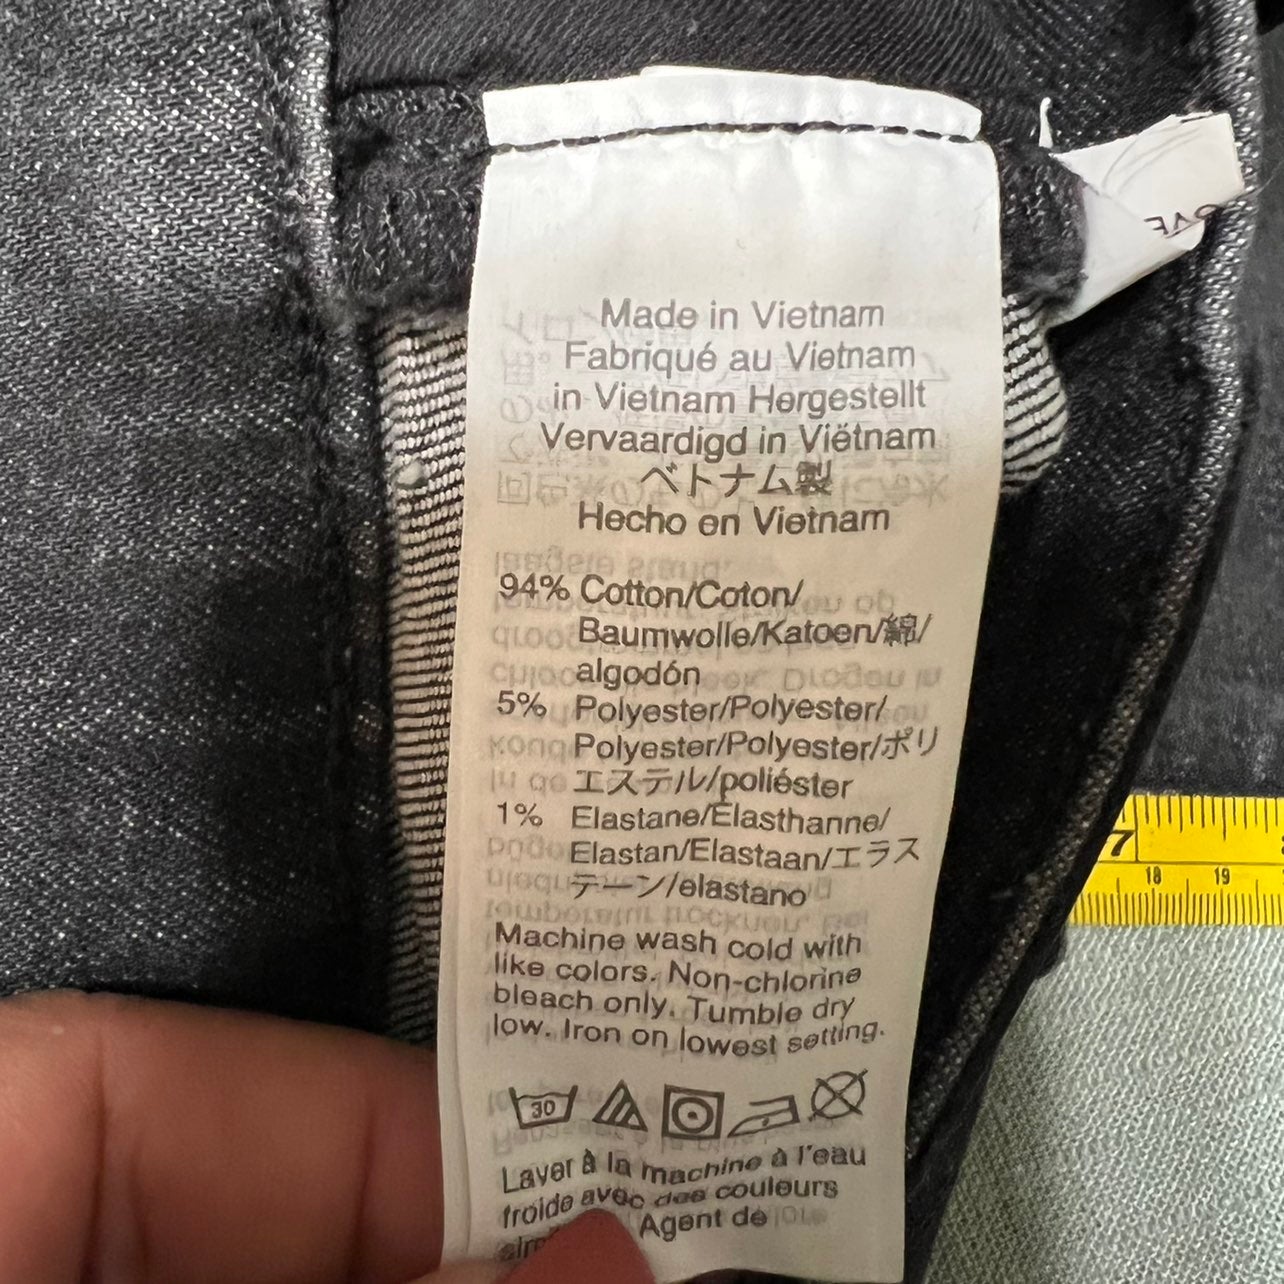 Made in Vietnam
Fabriqué au Vietnam
in Vietnam Hergestellt
Vervaardigd in Viëtnam
ベトナム製
Hecho en Vietnam
94% Cotton/Coton/
Baumwolle/Katoen/綿/
algodón
5% Polyester/Polyester/
Polyester/Polyester/ポリ
エステル/poliéster
1% Elastane/Élasthanne/
Elastan/Elastaan/エラス
テーン/elastano
Machine wash cold with
like colors. Non-chlorine
bleach only. Tumble dry
low. Iron on lowest setting.
30
Laver à la machine à l'eau
froide avec des couleurs
Agent de
7
18 19